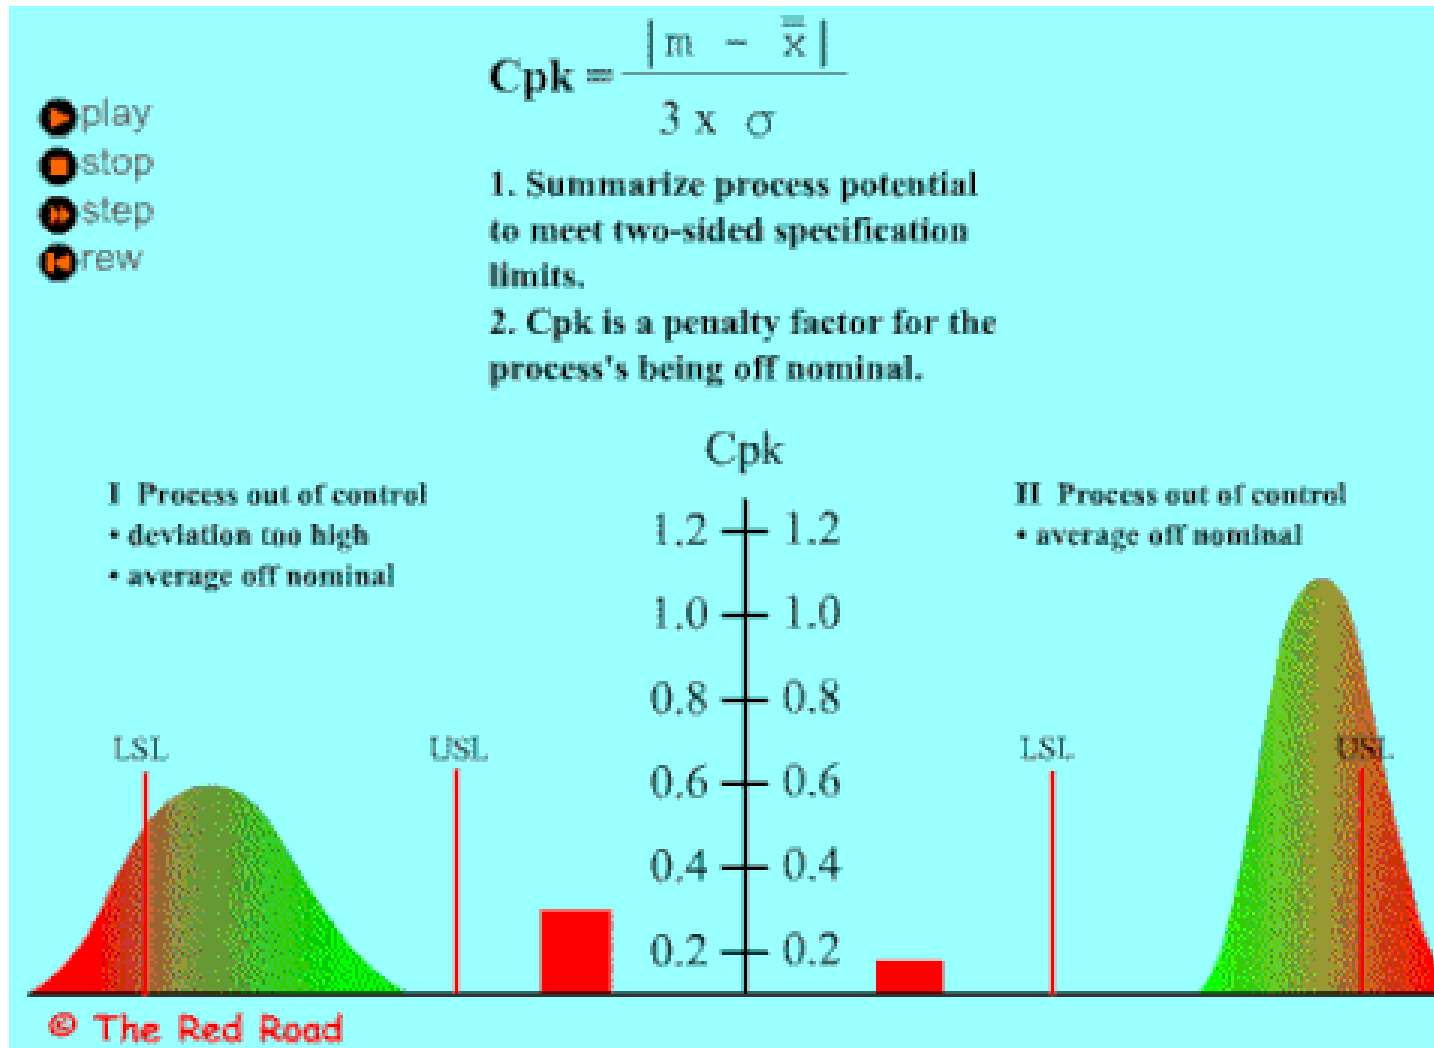 Cpk = |m - x̿|
3 x σ
play
stop
step
rew
1. Summarize process potential
to meet two-sided specification
limits.
2. Cpk is a penalty factor for the
process's being off nominal.
I Process out of control
• deviation too high
• average off nominal
Cpk
1.2 1.2
1.0 1.0
0.8 0.8
0.6 0.6
0.4 0.4
0.2 0.2
II Process out of control
• average off nominal
LSL
USL
LSL
USL
© The Red Road